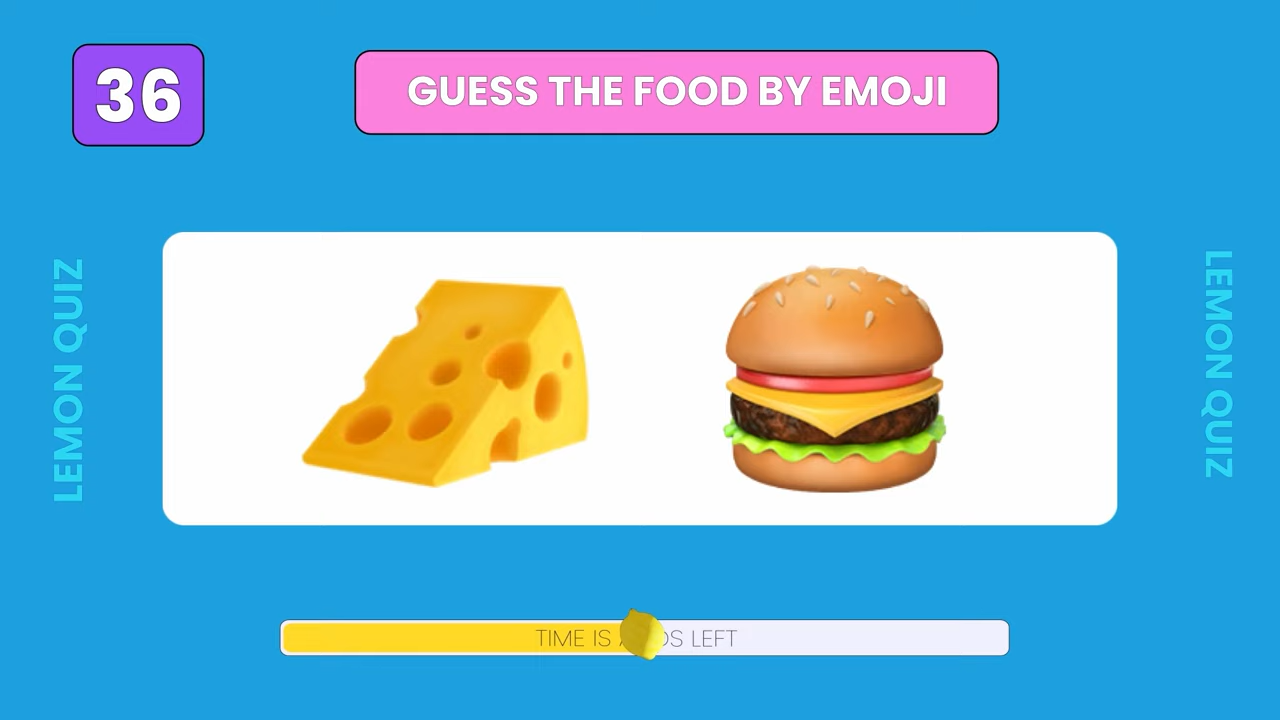 36
GUESS THE FOOD BY EMOJI
LEMON QUIZ
LEMON QUIZ
TIME IS LEFT